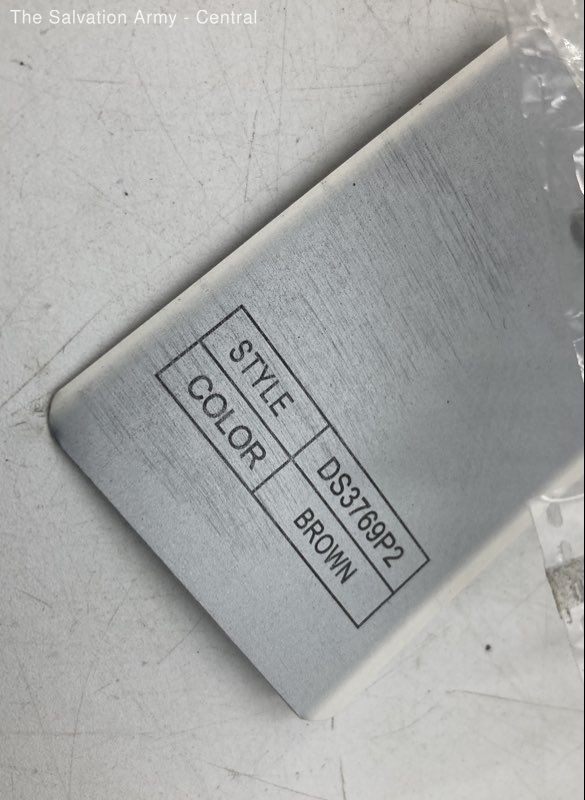 The Salvation Army - Central
STYLE DS3769P2
COLOR BROWN